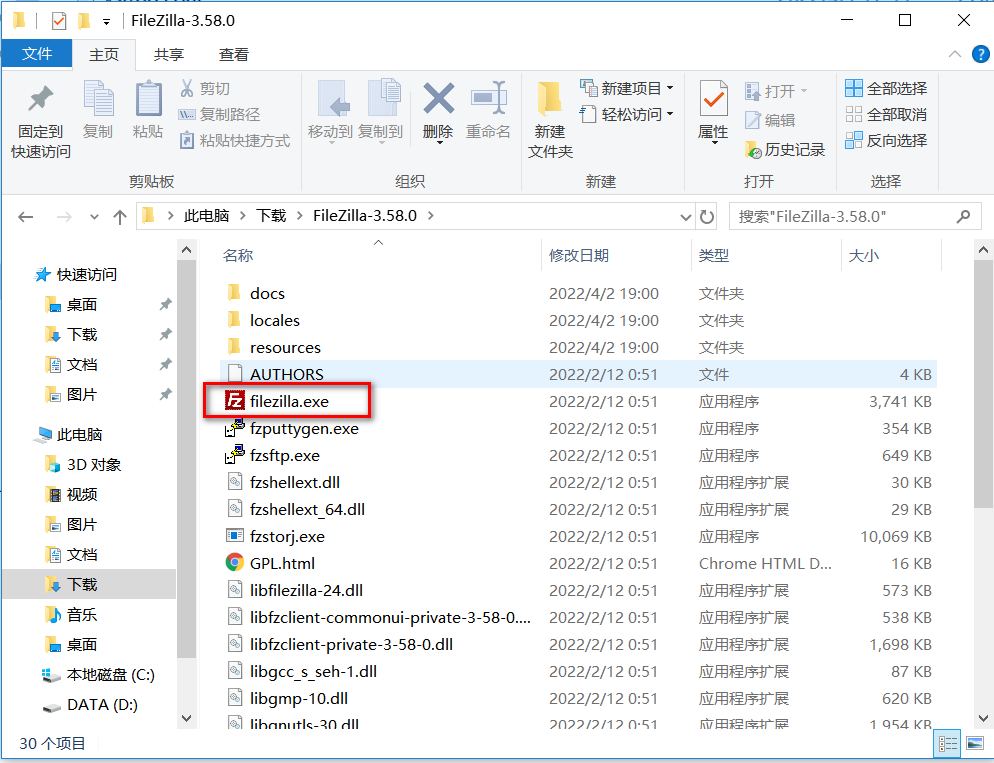 FileZilla-3.58.0
文件 主页 共享 查看
固定到
快速访问
复制
粘贴
剪切
复制路径
粘贴快捷方式
剪贴板
移动到
复制到
删除
重命名
组织
新建
文件夹
新建项目
轻松访问
新建
属性
打开
编辑
历史记录
打开
全部选择
全部取消
反向选择
选择
此电脑 下载 FileZilla-3.58.0
搜索"FileZilla-3.58.0"
快速访问
桌面
下载
文档
图片
此电脑
3D 对象
视频
图片
文档
下载
音乐
桌面
本地磁盘 (C:)
DATA (D:)
名称 修改日期 类型 大小
docs 2022/4/2 19:00 文件夹
locales 2022/4/2 19:00 文件夹
resources 2022/4/2 19:00 文件夹
AUTHORS 2022/2/12 0:51 文件 4 KB
filezilla.exe 2022/2/12 0:51 应用程序 3,741 KB
fzputtygen.exe 2022/2/12 0:51 应用程序 354 KB
fzsftp.exe 2022/2/12 0:51 应用程序 649 KB
fzshellext.dll 2022/2/12 0:51 应用程序扩展 30 KB
fzshellext_64.dll 2022/2/12 0:51 应用程序扩展 29 KB
fzstorj.exe 2022/2/12 0:51 应用程序 10,069 KB
GPL.html 2022/2/12 0:51 Chrome HTML D... 16 KB
libfilezilla-24.dll 2022/2/12 0:51 应用程序扩展 573 KB
libfzclient-commonui-private-3-58-0.... 2022/2/12 0:51 应用程序扩展 538 KB
libfzclient-private-3-58-0.dll 2022/2/12 0:51 应用程序扩展 1,698 KB
libgcc_s_seh-1.dll 2022/2/12 0:51 应用程序扩展 87 KB
libgmp-10.dll 2022/2/12 0:51 应用程序扩展 620 KB
libgnutls-30.dll 2022/2/12 0:51 应用程序扩展 1,954 KB
30 个项目